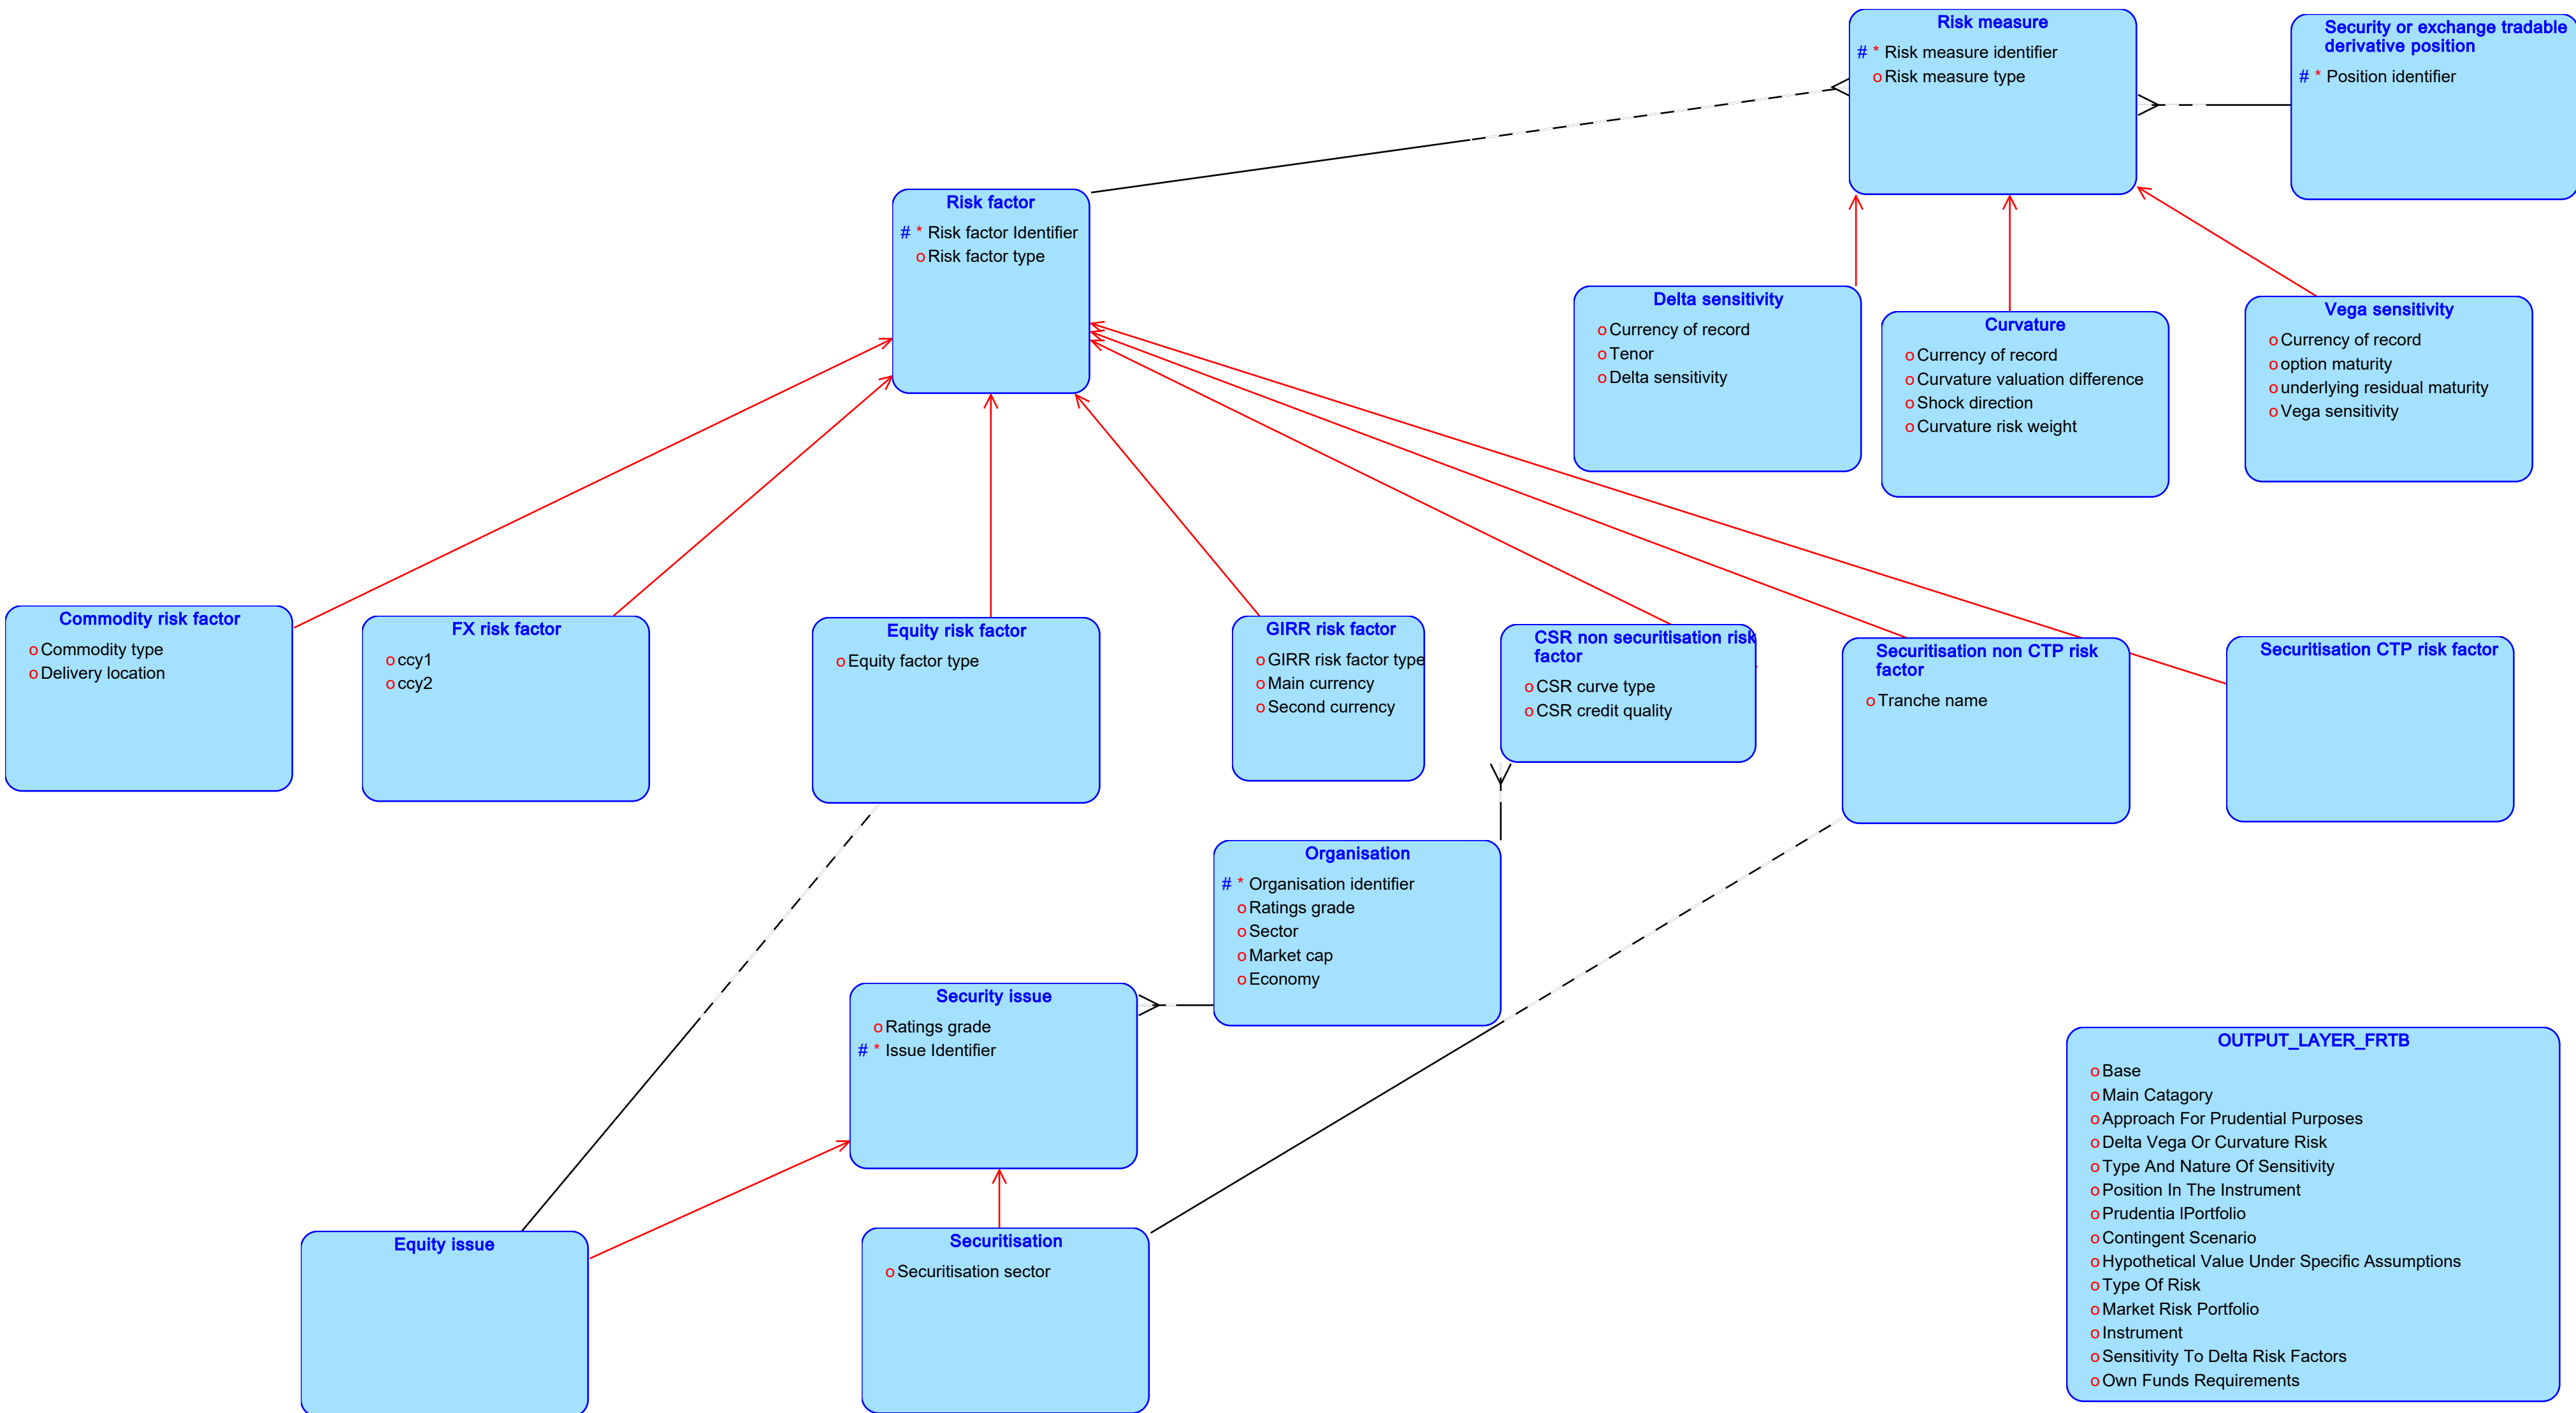 Risk measure
# * Risk measure identifier
o Risk measure type
Security or exchange tradable
derivative position
# * Position identifier
Risk factor
# * Risk factor Identifier
o Risk factor type
Delta sensitivity
o Currency of record
o Tenor
o Delta sensitivity
Curvature
o Currency of record
o Curvature valuation difference
o Shock direction
o Curvature risk weight
Vega sensitivity
o Currency of record
o option maturity
o underlying residual maturity
o Vega sensitivity
Commodity risk factor
o Commodity type
o Delivery location
FX risk factor
o ccy1
o ccy2
Equity risk factor
o Equity factor type
GIRR risk factor
o GIRR risk factor type
o Main currency
o Second currency
CSR non securitisation risk
factor
o CSR curve type
o CSR credit quality
Securitisation non CTP risk
factor
o Tranche name
Securitisation CTP risk factor
Organisation
# * Organisation identifier
o Ratings grade
o Sector
o Market cap
o Economy
Security issue
o Ratings grade
# * Issue Identifier
Equity issue
Securitisation
o Securitisation sector
OUTPUT_LAYER_FRTB
o Base
o Main Catagory
o Approach For Prudential Purposes
o Delta Vega Or Curvature Risk
o Type And Nature Of Sensitivity
o Position In The Instrument
o Prudentia lPortfolio
o Contingent Scenario
o Hypothetical Value Under Specific Assumptions
o Type Of Risk
o Market Risk Portfolio
o Instrument
o Sensitivity To Delta Risk Factors
o Own Funds Requirements